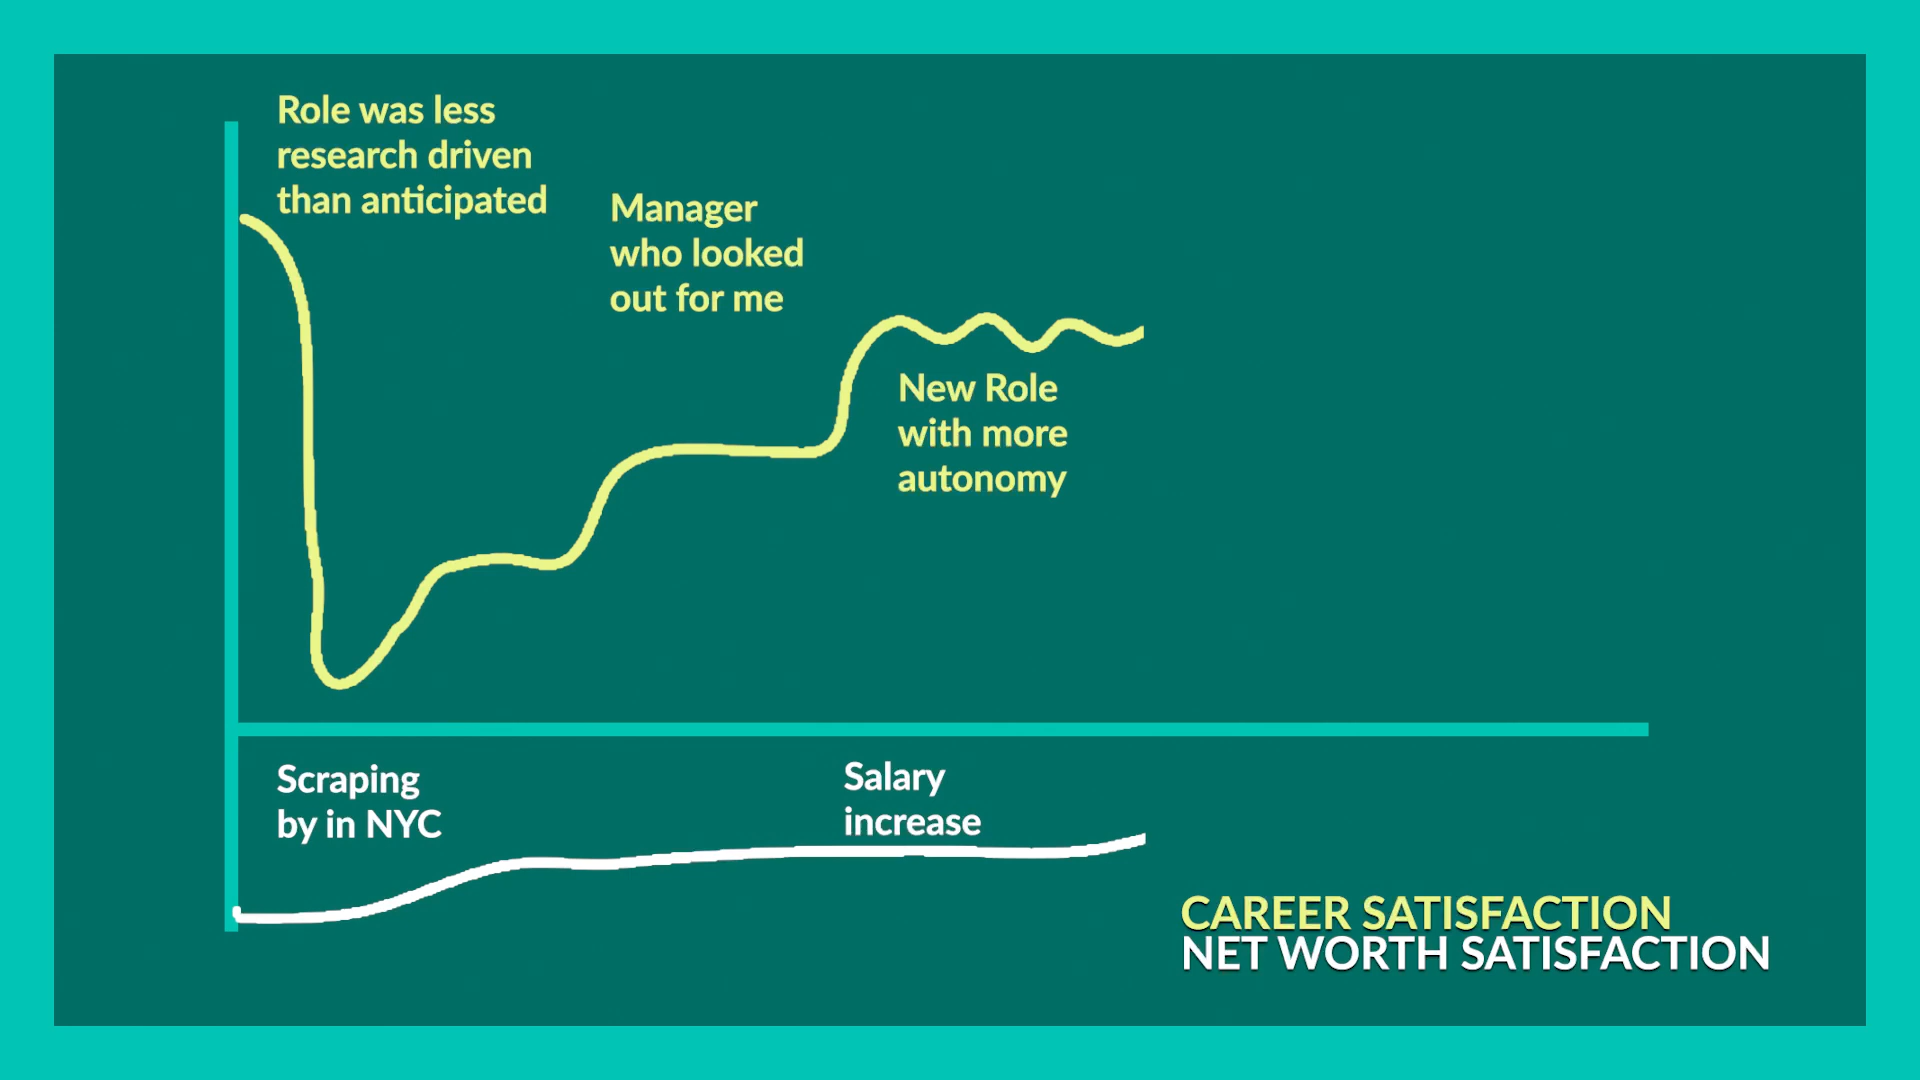 Role was less
research driven
than anticipated
Manager
who looked
out for me
New Role
with more
autonomy
Scraping
by in NYC
Salary
increase
CAREER SATISFACTION
NET WORTH SATISFACTION